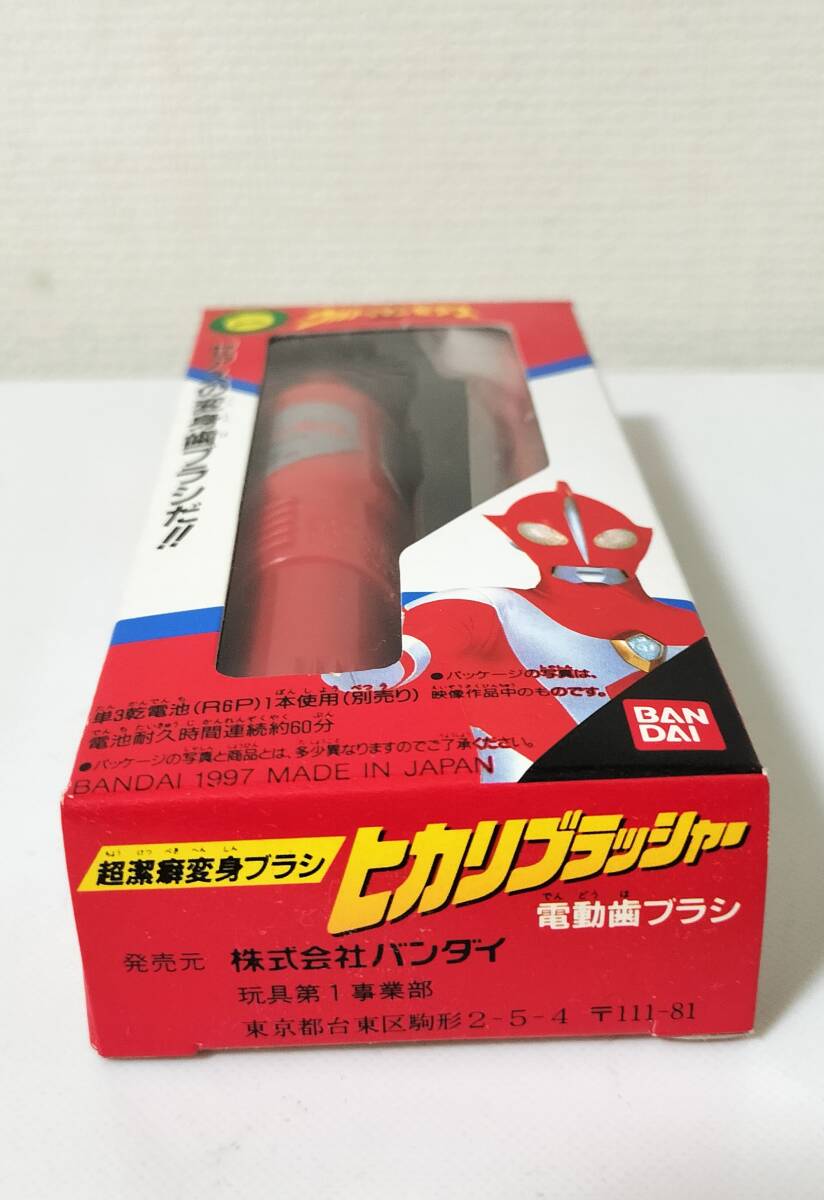 変身歯ブラシだ!!
単3乾電池(R6P)1本使用(別売り)
電池耐久時間連続約60分
●パッケージの写真と商品とは、多少異なりますのでご了承ください。
BANDAI 1997 MADE IN JAPAN
●パッケージの写真は、
映像作品中のものです。
BAN
DAI
超潔癖変身ブラシ
ヒカリブラッシャー
電動歯ブラシ
発売元 株式会社バンダイ
玩具第1事業部
東京都台東区駒形2-5-4 〒111-81